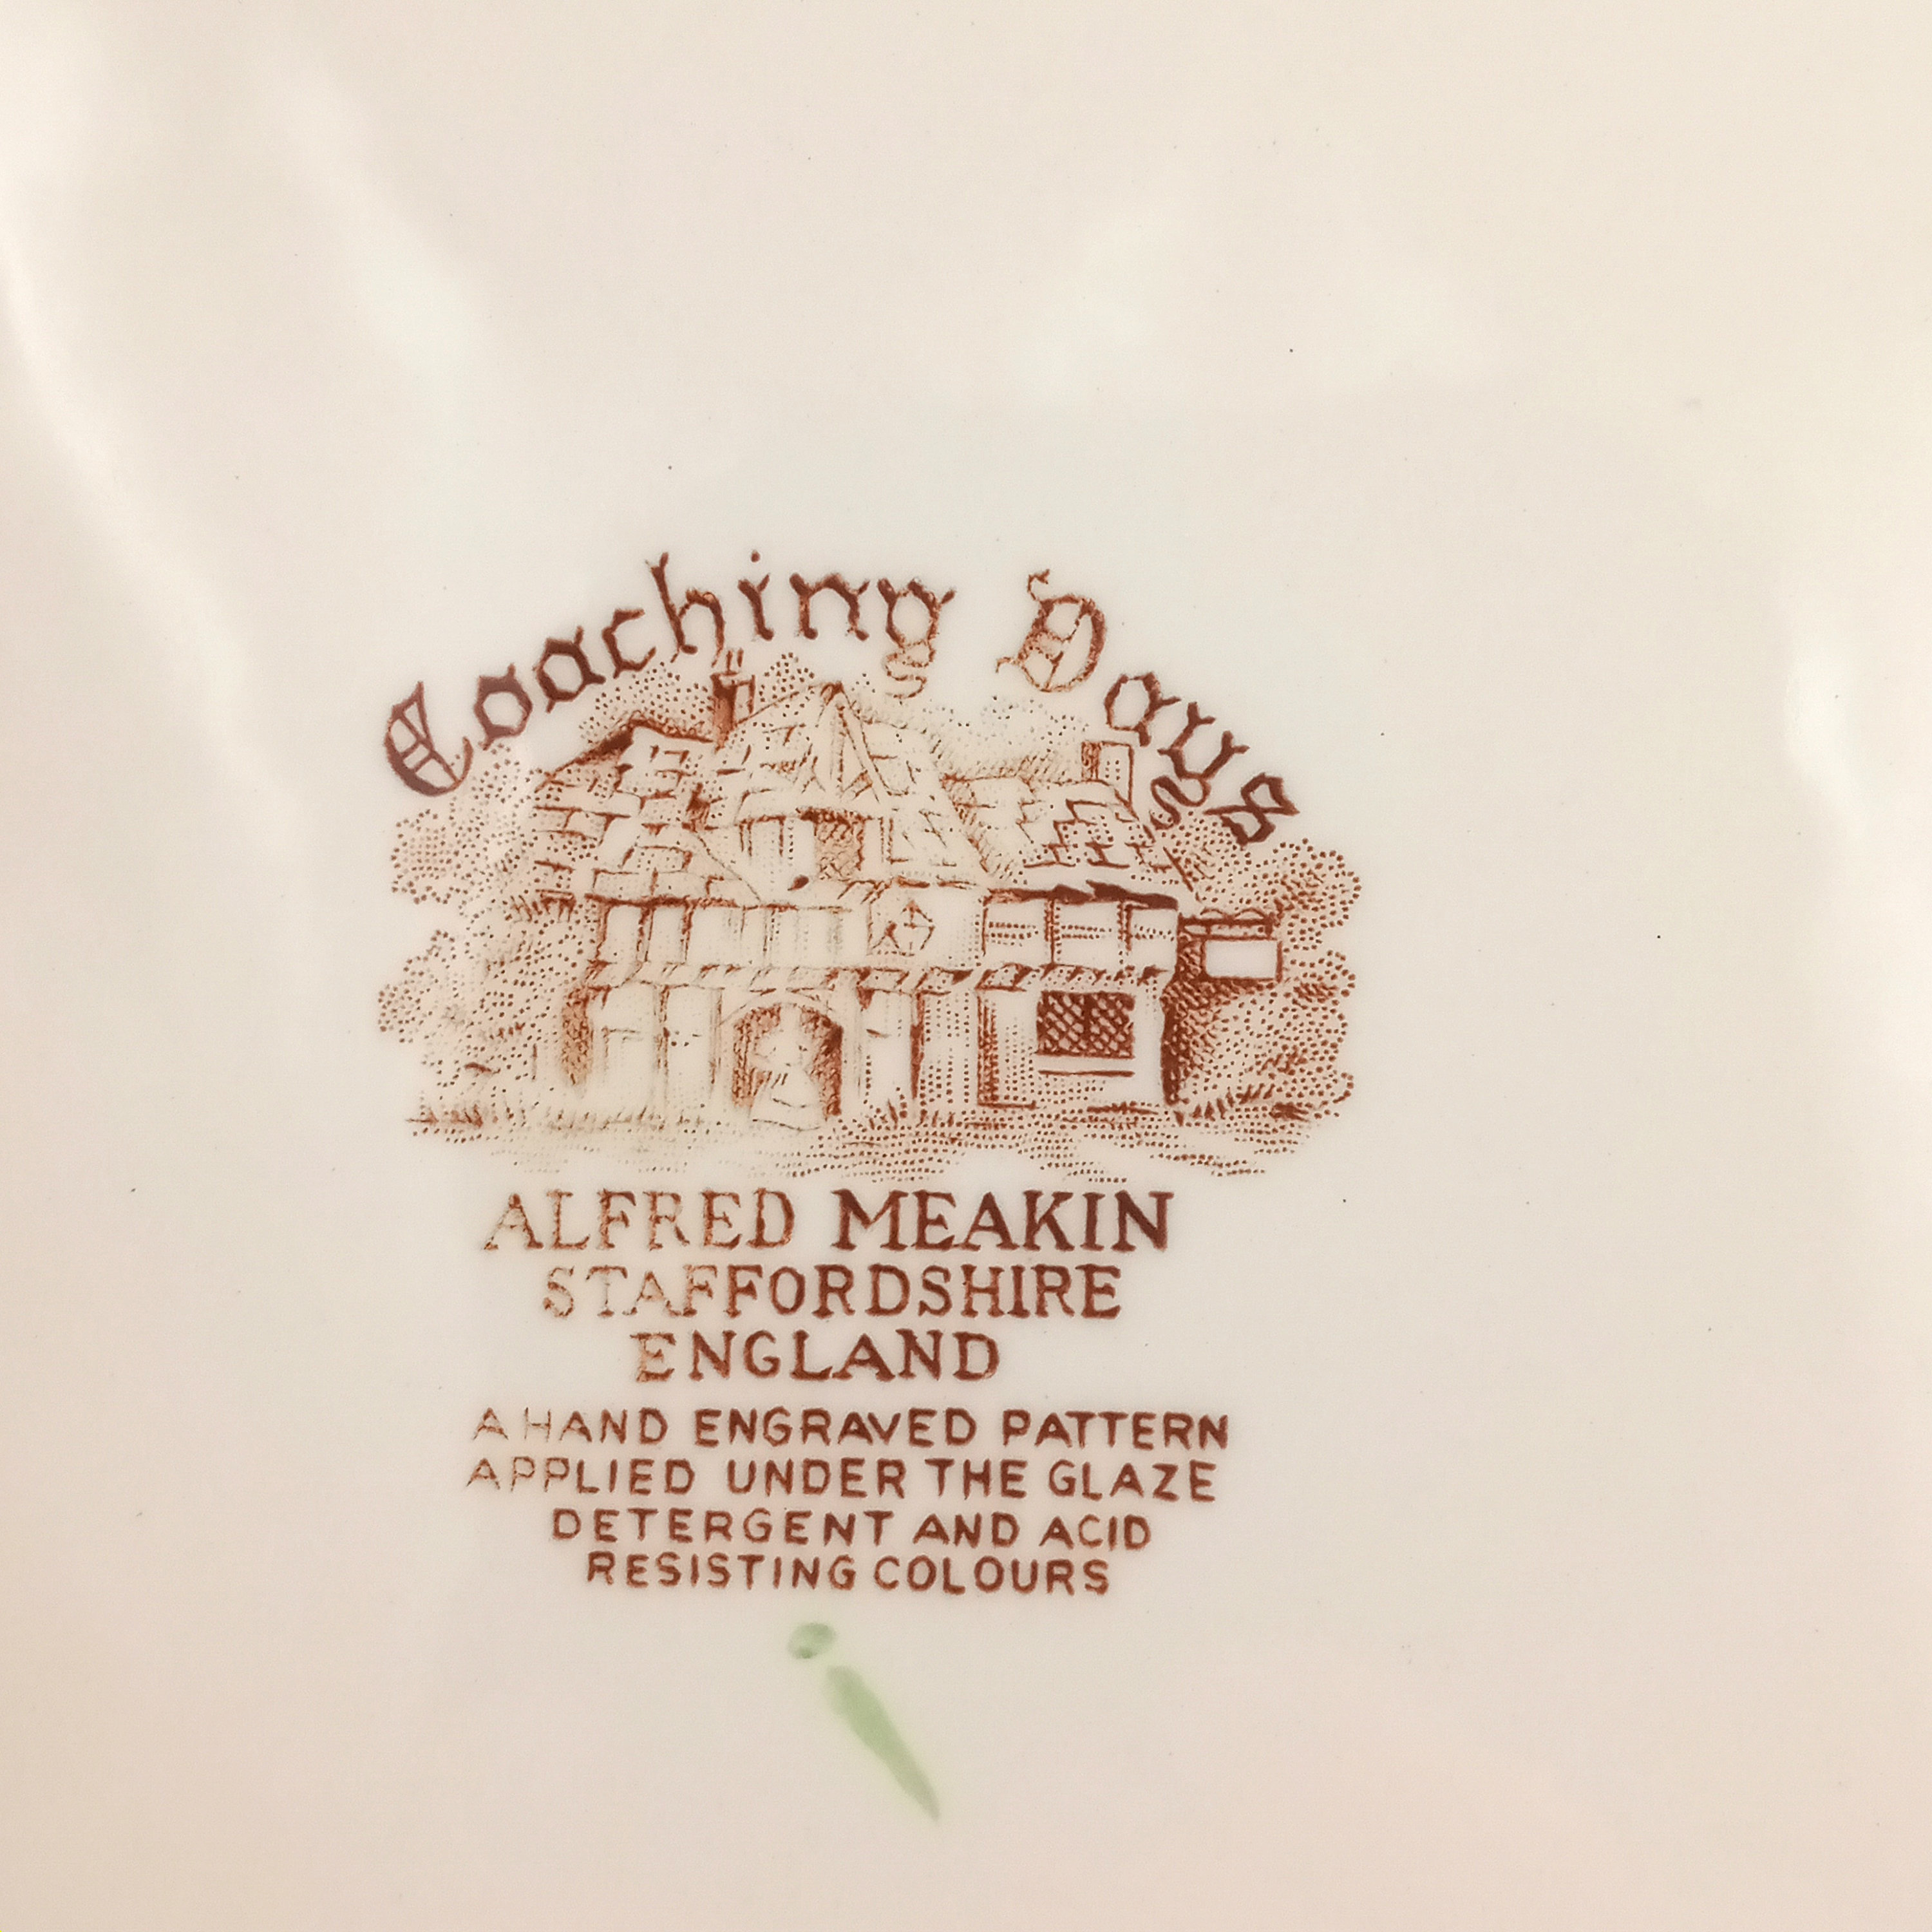 Coaching Days
ALFRED MEAKIN
STAFFORDSHIRE
ENGLAND
A HAND ENGRAVED PATTERN
APPLIED UNDER THE GLAZE
DETERGENT AND ACID
RESISTING COLOURS